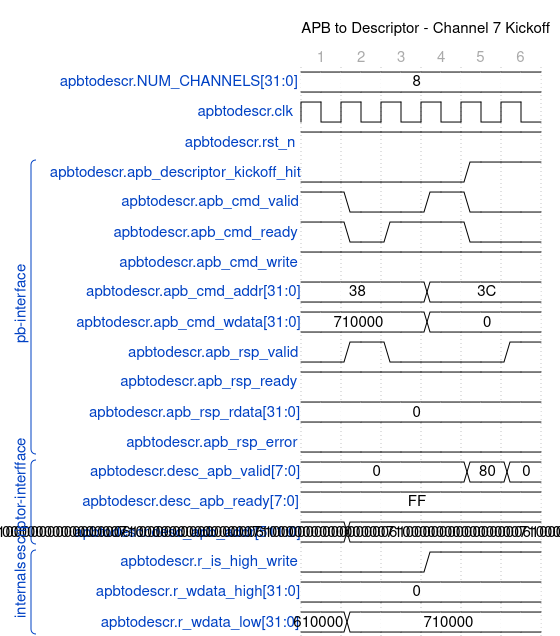 APB to Descriptor - Channel 7 Kickoff
1 2 3 4 5 6
apbtodescr.NUM_CHANNELS[31:0] 8
apbtodescr.clk
apbtodescr.rst_n
pb-interface
apbtodescr.apb_descriptor_kickoff_hit
apbtodescr.apb_cmd_valid
apbtodescr.apb_cmd_ready
apbtodescr.apb_cmd_write
apbtodescr.apb_cmd_addr[31:0] 38 3C
apbtodescr.apb_cmd_wdata[31:0] 710000 0
apbtodescr.apb_rsp_valid
apbtodescr.apb_rsp_ready
apbtodescr.apb_rsp_rdata[31:0] 0
apbtodescr.apb_rsp_error
apbtodescr.desc_apb_valid[7:0] 0 80 0
apbtodescr.desc_apb_ready[7:0] FF
internals
apbtodescr.r_is_high_write
apbtodescr.r_wdata_high[31:0] 0
apbtodescr.r_wdata_low[31:0] 610000 710000